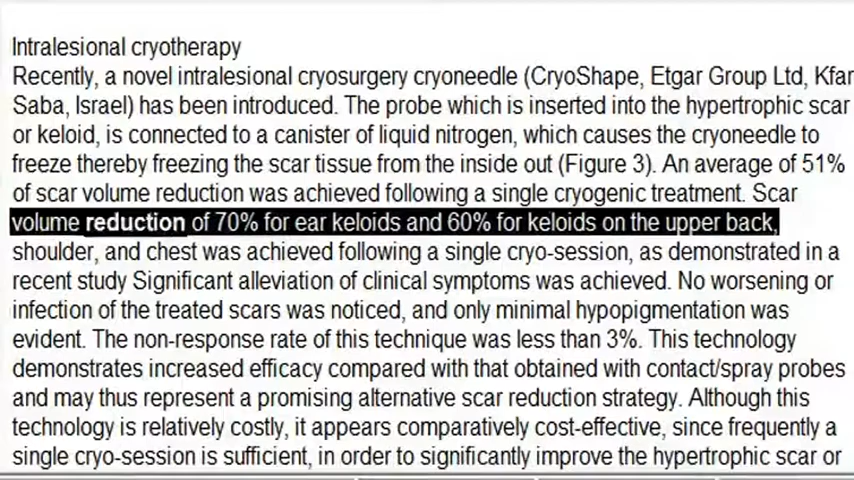 Intralesional cryotherapy
Recently, a novel intralesional cryosurgery cryoneedle (CryoShape, Etgar Group Ltd, Kfar
Saba, Israel) has been introduced. The probe which is inserted into the hypertrophic scar
or keloid, is connected to a canister of liquid nitrogen, which causes the cryoneedle to
freeze thereby freezing the scar tissue from the inside out (Figure 3). An average of 51%
of scar volume reduction was achieved following a single cryogenic treatment. Scar
volume reduction of 70% for ear keloids and 60% for keloids on the upper back,
shoulder, and chest was achieved following a single cryo-session, as demonstrated in a
recent study Significant alleviation of clinical symptoms was achieved. No worsening or
infection of the treated scars was noticed, and only minimal hypopigmentation was
evident. The non-response rate of this technique was less than 3%. This technology
demonstrates increased efficacy compared with that obtained with contact/spray probes
and may thus represent a promising alternative scar reduction strategy. Although this
technology is relatively costly, it appears comparatively cost-effective, since frequently a
single cryo-session is sufficient, in order to significantly improve the hypertrophic scar or